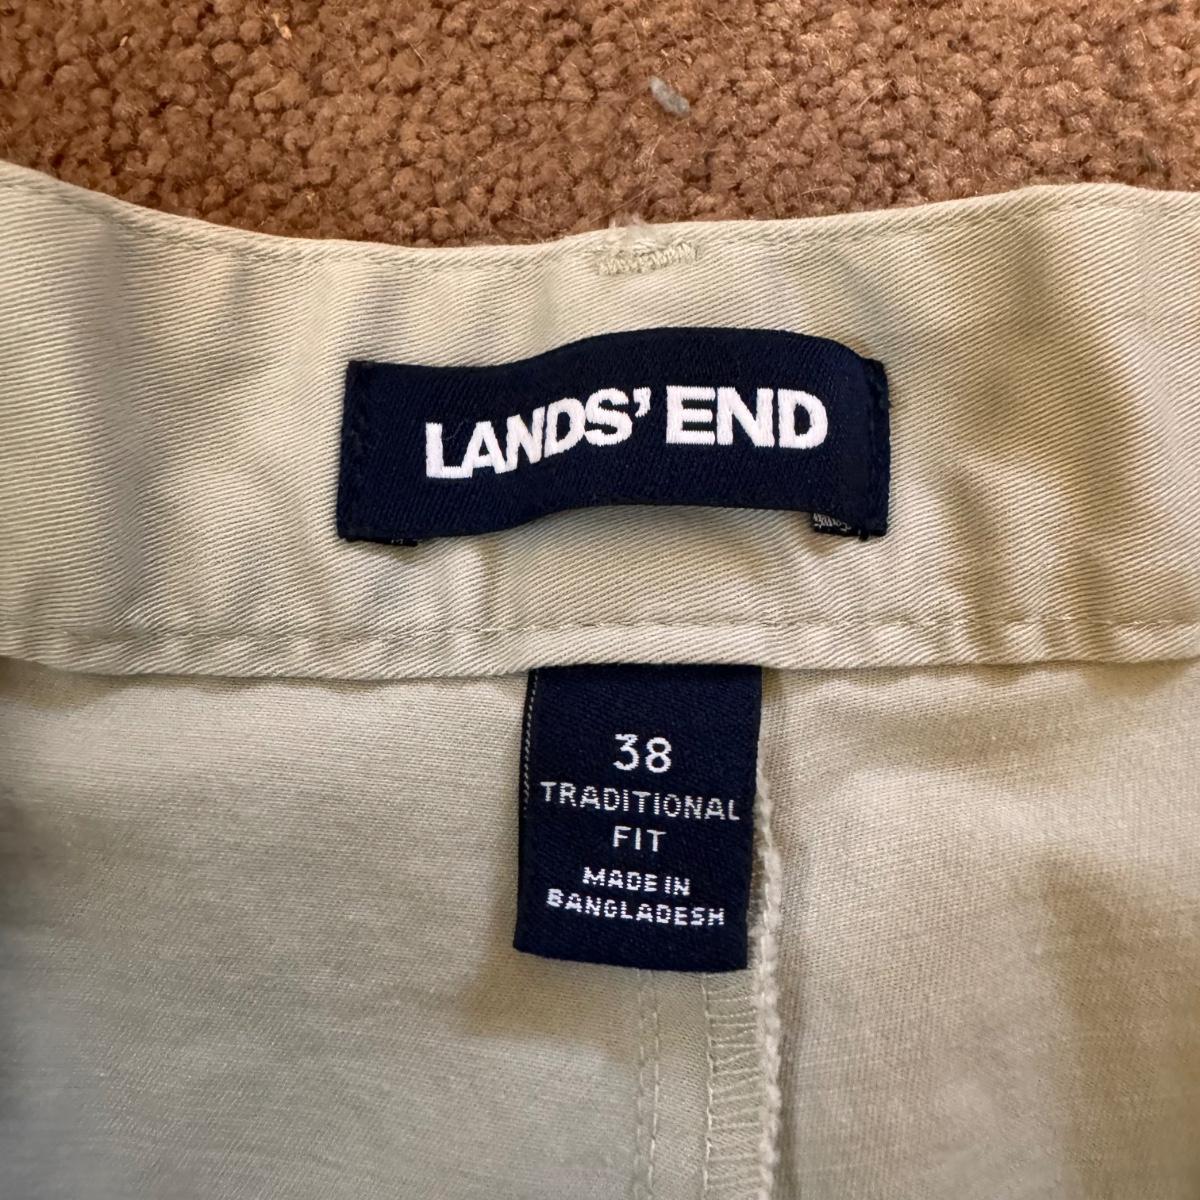 LANDS' END
38
TRADITIONAL
FIT
MADE IN
BANGLADESH